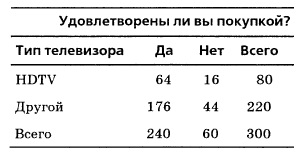 Удовлетворены ли вы покупкой?
Тип телевизора Да Нет Всего
HDTV 64 16 80
Другой 176 44 220
Всего 240 60 300